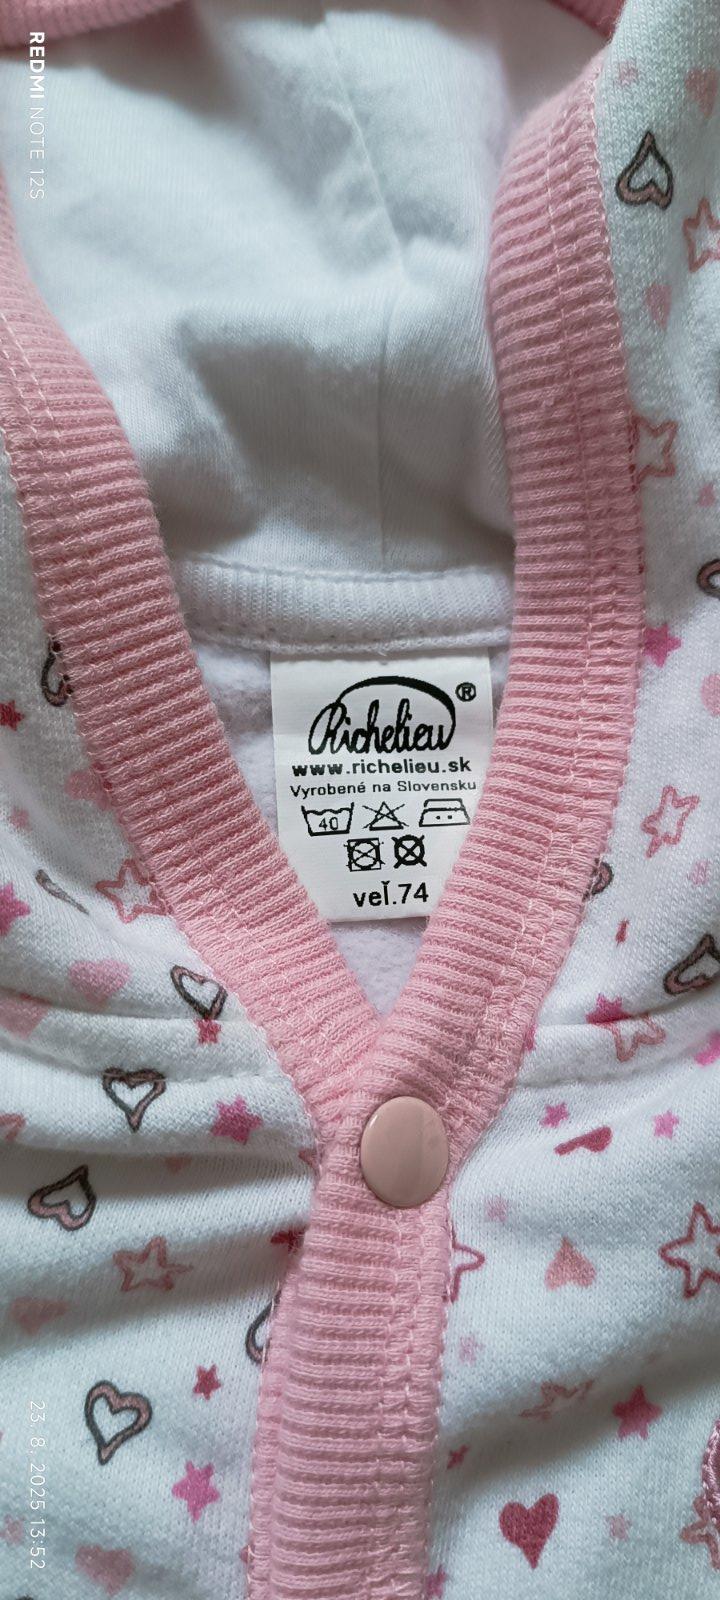 REDMI NOTE 12S
Richelieu ®
www.richelieu.sk
Vyrobené na Slovensku
40
veľ.74
23. 8. 2025 13:52